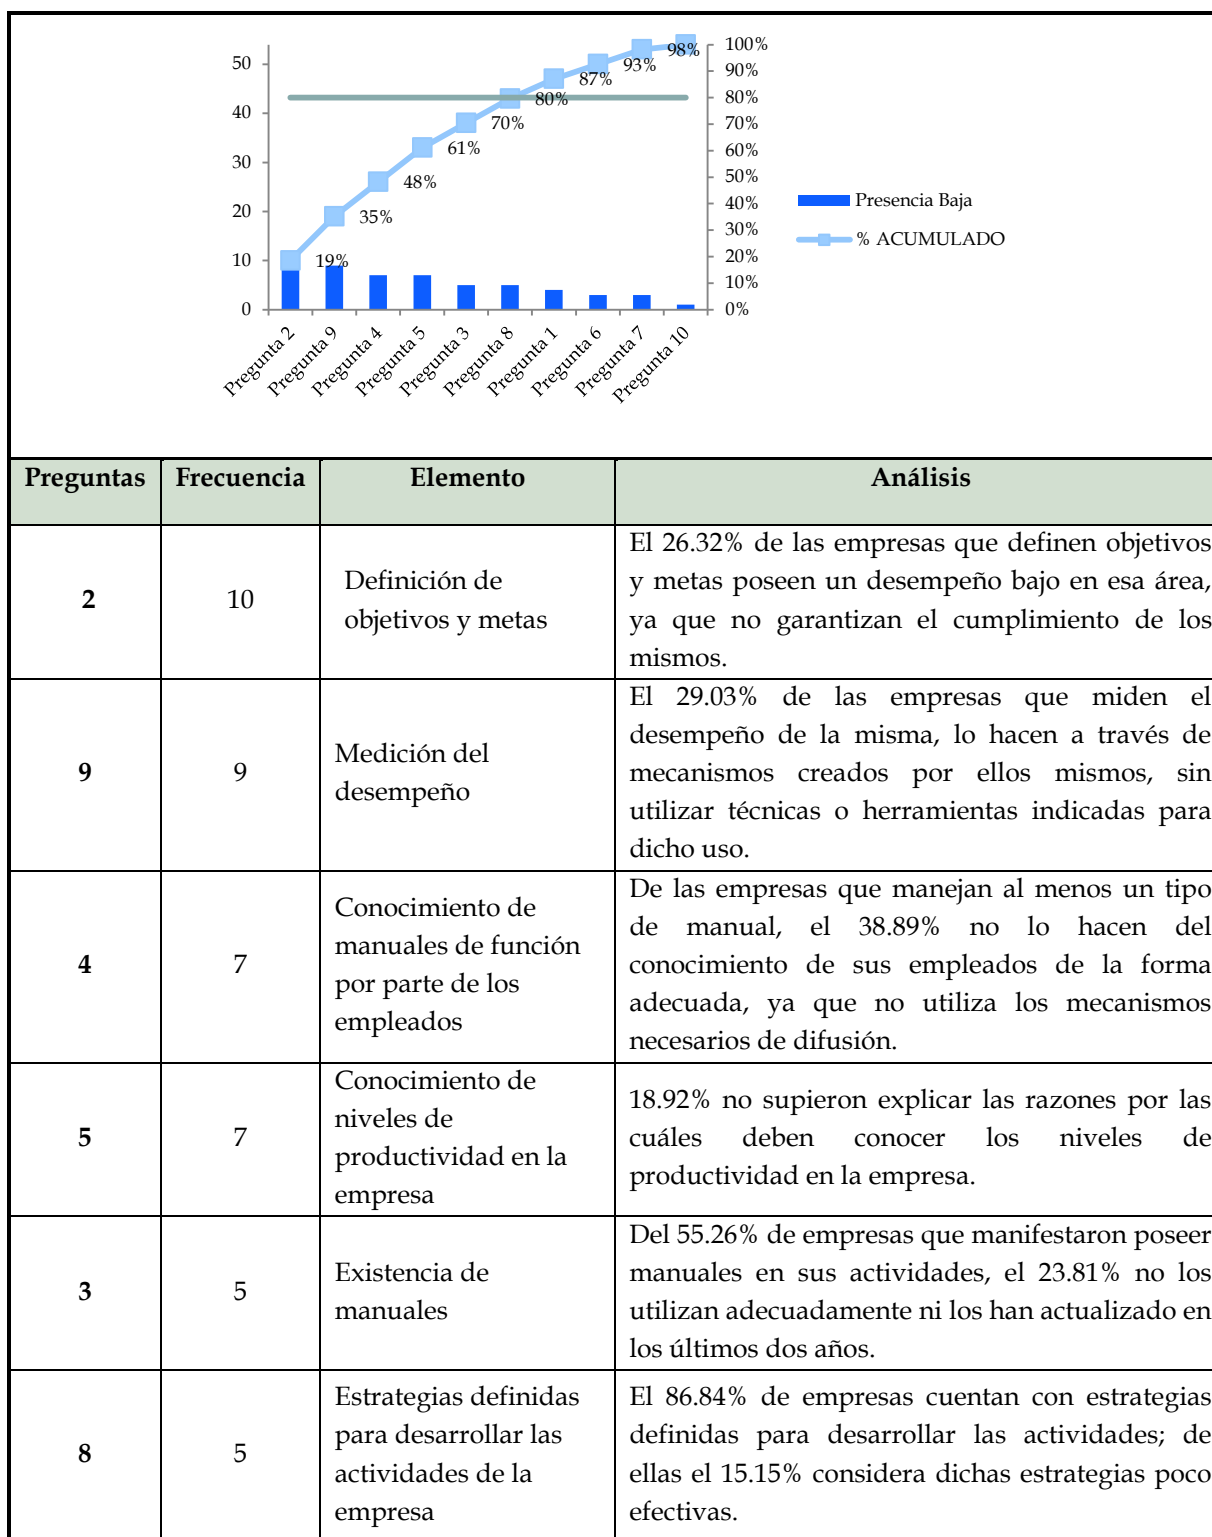 50
40
30
20
10
0
100%
90%
80%
70%
60%
50%
40%
30%
20%
10%
0%
19%
35%
48%
61%
70%
80%
87%
93%
98%
Presencia Baja
% ACUMULADO
Pregunta 2
Pregunta 9
Pregunta 4
Pregunta 5
Pregunta 3
Pregunta 8
Pregunta 1
Pregunta 6
Pregunta 7
Pregunta 10
Preguntas Frecuencia Elemento Análisis
2
10
Definición de
objetivos y metas
El 26.32% de las empresas que definen objetivos
y metas poseen un desempeño bajo en esa área,
ya que no garantizan el cumplimiento de los
mismos.
9
9
Medición del
desempeño
El 29.03% de las empresas que miden el
desempeño de la misma, lo hacen a través de
mecanismos creados por ellos mismos, sin
utilizar técnicas o herramientas indicadas para
dicho uso.
4
7
Conocimiento de
manuales de función
por parte de los
empleados
De las empresas que manejan al menos un tipo
de manual, el 38.89% no lo hacen del
conocimiento de sus empleados de la forma
adecuada, ya que no utiliza los mecanismos
necesarios de difusión.
5
7
Conocimiento de
niveles de
productividad en la
empresa
18.92% no supieron explicar las razones por las
cuáles deben conocer los niveles de
productividad en la empresa.
3
5
Existencia de
manuales
Del 55.26% de empresas que manifestaron poseer
manuales en sus actividades, el 23.81% no los
utilizan adecuadamente ni los han actualizado en
los últimos dos años.
8
5
Estrategias definidas
para desarrollar las
actividades de la
empresa
El 86.84% de empresas cuentan con estrategias
definidas para desarrollar las actividades; de
ellas el 15.15% considera dichas estrategias poco
efectivas.